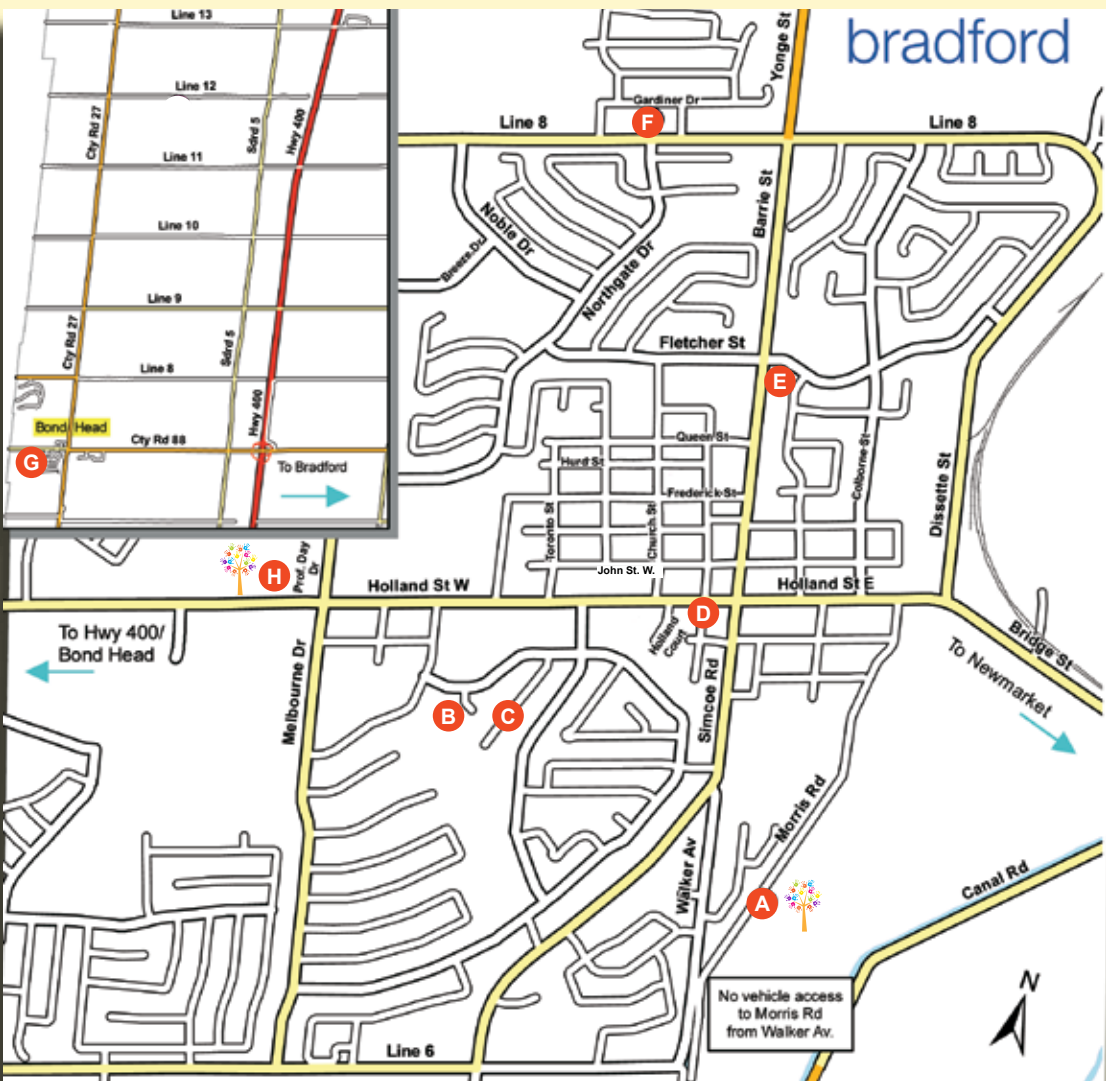 bradford
Line 13
Line 12
Cty Rd 27
Sdrd 5
Hwy 400
Line 11
Line 10
Line 9
Cty Rd 27
Sdrd 5
Line 8
Hwy 400
Bond Head
Cty Rd 88
G
To Bradford
Yonge St
Gardiner Dr
F
Line 8
Line 8
Barrie St
Noble Dr
Breeze Dr
Northgate Dr
Fletcher St
E
Queen St
Hurd St
Colborne St
Frederick St
Dissette St
Toronto St
Church St
John St. W.
H
Prof. Day
Dr
Holland St W
Holland St E
D
To Hwy 400/
Bond Head
Holland
Court
Bridge St
To Newmarket
Melbourne Dr
Simcoe Rd
B
C
Morris Rd
Walker Av
A
Canal Rd
No vehicle access
to Morris Rd
from Walker Av.
N
Line 6